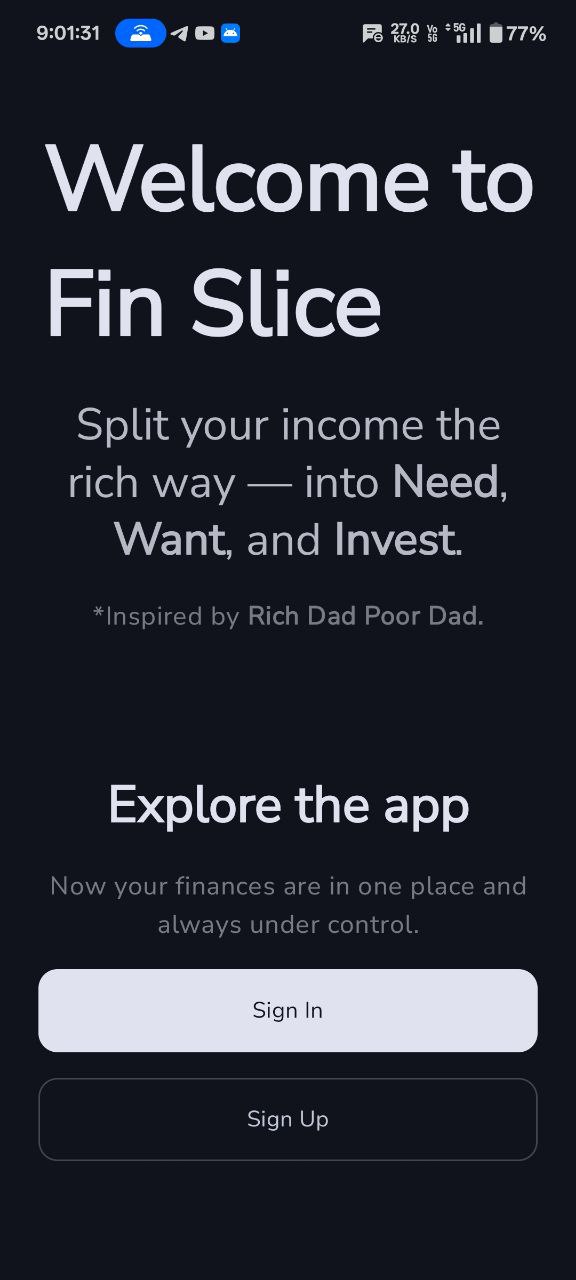 9:01:31 27.0 KB/S Vo 5G 5G 77%
Welcome to
Fin Slice
Split your income the
rich way — into Need,
Want, and Invest.
*Inspired by Rich Dad Poor Dad.
Explore the app
Now your finances are in one place and
always under control.
Sign In
Sign Up